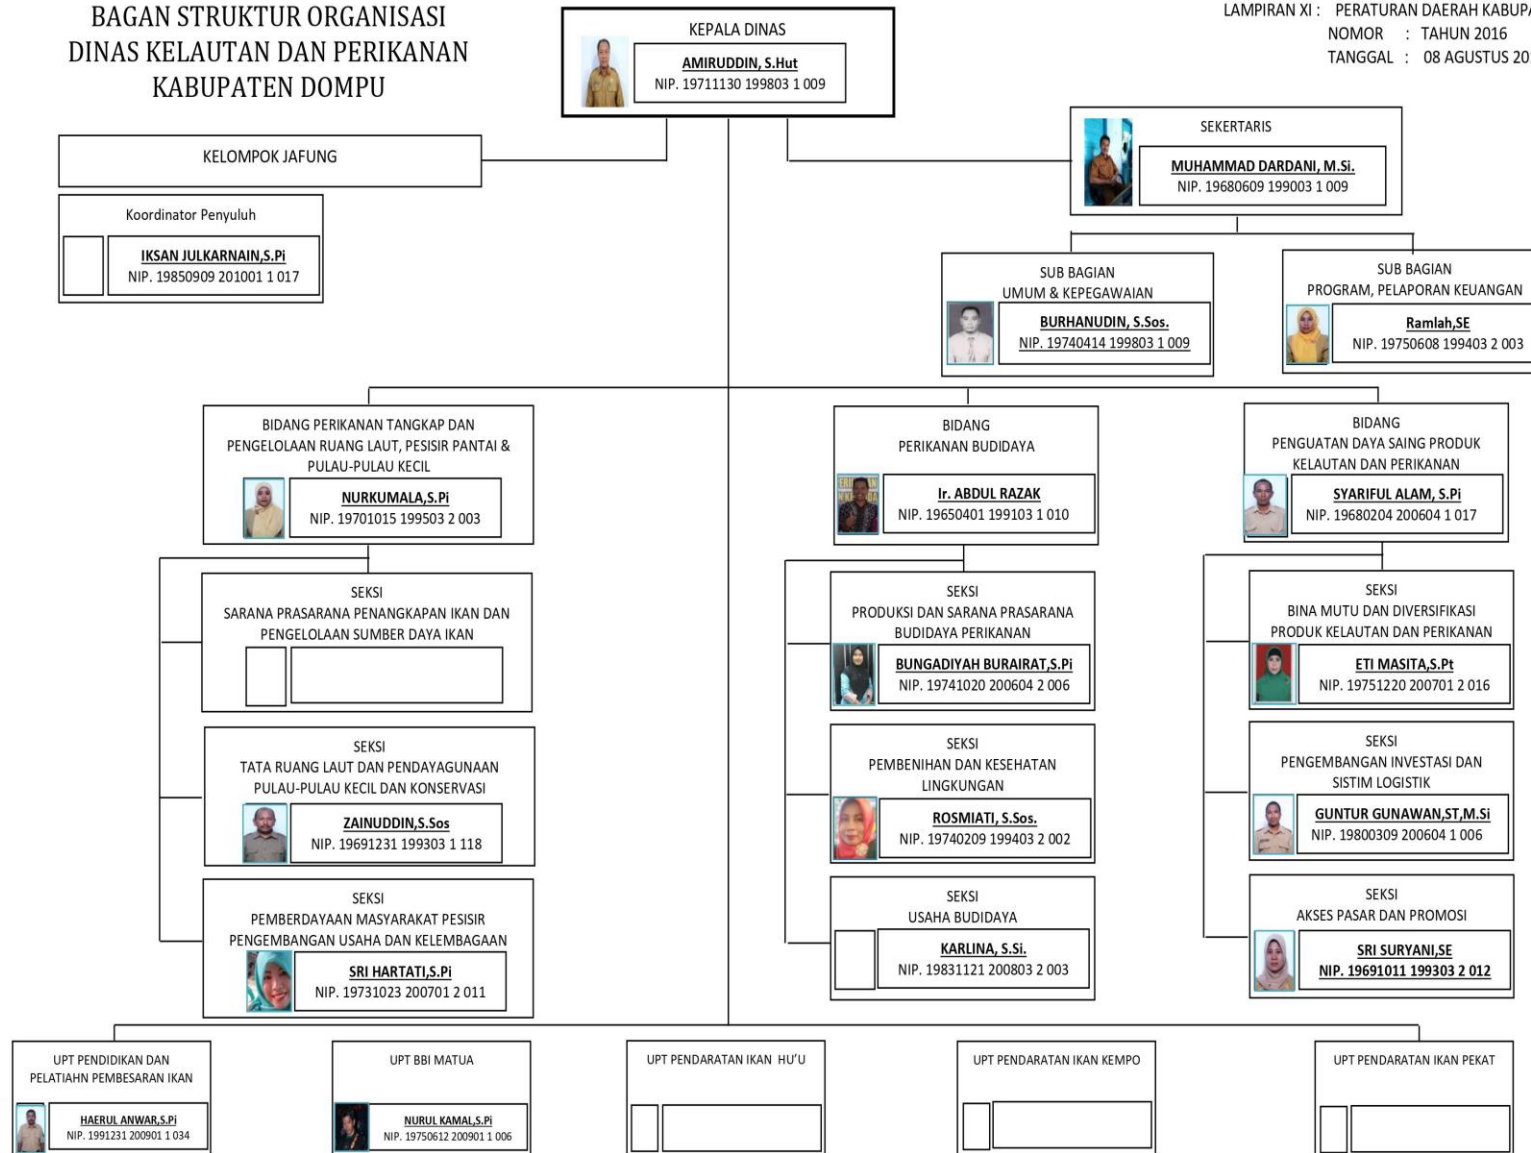 BAGAN STRUKTUR ORGANISASI
DINAS KELAUTAN DAN PERIKANAN
KABUPATEN DOMPU
KEPALA DINAS
AMIRUDDIN, S.Hut
NIP. 19711130 199803 1 009
LAMPIRAN XI : PERATURAN DAERAH KABUPA
NOMOR : TAHUN 2016
TANGGAL : 08 AGUSTUS 20
KELOMPOK JAFUNG
Koordinator Penyuluh
IKSAN JULKARNAIN,S.Pi
NIP. 19850909 201001 1 017
SEKERTARIS
MUHAMMAD DARDANI, M.Si.
NIP. 19680609 199003 1 009
SUB BAGIAN
UMUM & KEPEGAWAIAN
BURHANUDIN, S.Sos.
NIP. 19740414 199803 1 009
SUB BAGIAN
PROGRAM, PELAPORAN KEUANGAN
Ramlah,SE
NIP. 19750608 199403 2 003
BIDANG PERIKANAN TANGKAP DAN
PENGELOLAAN RUANG LAUT, PESISIR PANTAI &
PULAU-PULAU KECIL
NURKUMALA,S.Pi
NIP. 19701015 199503 2 003
SEKSI
SARANA PRASARANA PENANGKAPAN IKAN DAN
PENGELOLAAN SUMBER DAYA IKAN
SEKSI
TATA RUANG LAUT DAN PENDAYAGUNAAN
PULAU-PULAU KECIL DAN KONSERVASI
ZAINUDDIN,S.Sos
NIP. 19691231 199303 1 118
SEKSI
PEMBERDAYAAN MASYARAKAT PESISIR
PENGEMBANGAN USAHA DAN KELEMBAGAAN
SRI HARTATI,S.Pi
NIP. 19731023 200701 2 011
BIDANG
PERIKANAN BUDIDAYA
Ir. ABDUL RAZAK
NIP. 19650401 199103 1 010
SEKSI
PRODUKSI DAN SARANA PRASARANA
BUDIDAYA PERIKANAN
BUNGADIYAH BURAIRAT,S.Pi
NIP. 19741020 200604 2 006
SEKSI
PEMBENIHAN DAN KESEHATAN
LINGKUNGAN
ROSMIATI, S.Sos.
NIP. 19740209 199403 2 002
SEKSI
USAHA BUDIDAYA
KARLINA, S.Si.
NIP. 19831121 200803 2 003
BIDANG
PENGUATAN DAYA SAING PRODUK
KELAUTAN DAN PERIKANAN
SYARIFUL ALAM, S.Pi
NIP. 19680204 200604 1 017
SEKSI
BINA MUTU DAN DIVERSIFIKASI
PRODUK KELAUTAN DAN PERIKANAN
ETI MASITA,S.Pt
NIP. 19751220 200701 2 016
SEKSI
PENGEMBANGAN INVESTASI DAN
SISTIM LOGISTIK
GUNTUR GUNAWAN,ST,M.Si
NIP. 19800309 200604 1 006
SEKSI
AKSES PASAR DAN PROMOSI
SRI SURYANI,SE
NIP. 19691011 199303 2 012
UPT PENDIDIKAN DAN
PELATIAHN PEMBESARAN IKAN
HAERUL ANWAR,S.Pi
NIP. 1991231 200901 1 034
UPT BBI MATUA
NURUL KAMAL,S.Pi
NIP. 19750612 200901 1 006
UPT PENDARATAN IKAN HU'U
UPT PENDARATAN IKAN KEMPO
UPT PENDARATAN IKAN PEKAT